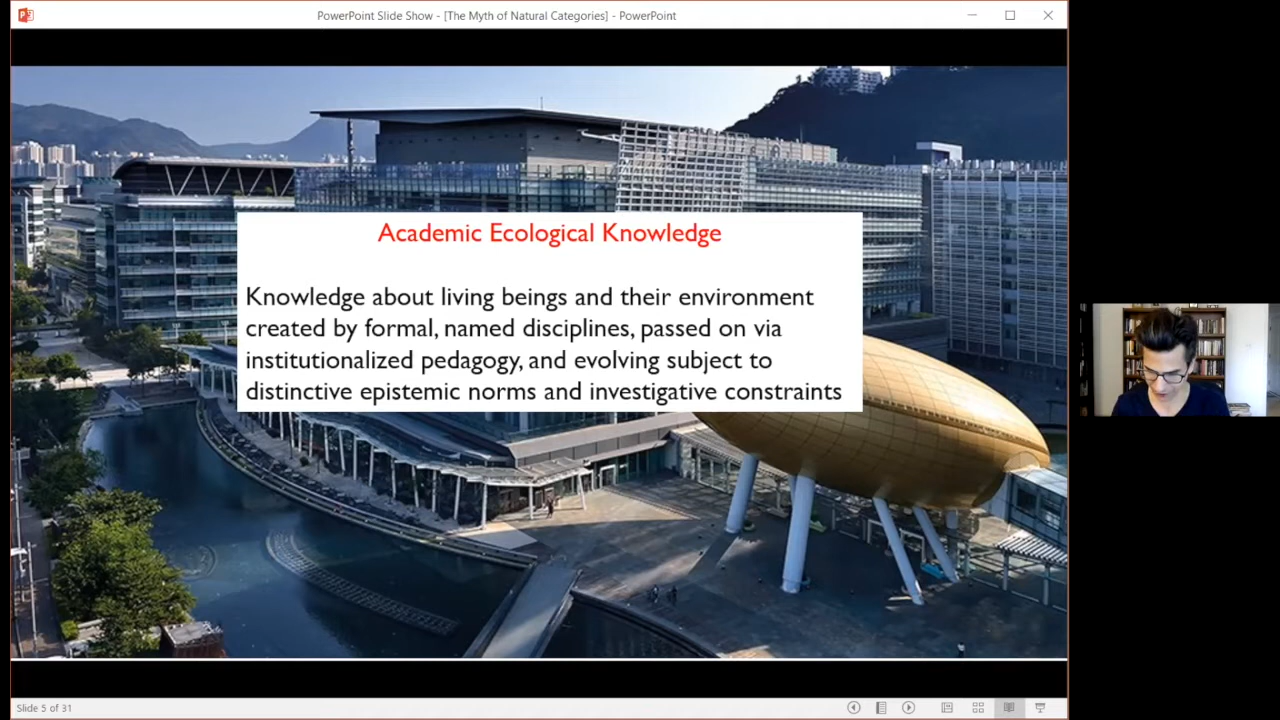 PowerPoint Slide Show - [The Myth of Natural Categories] - PowerPoint
Academic Ecological Knowledge
Knowledge about living beings and their environment
created by formal, named disciplines, passed on via
institutionalized pedagogy, and evolving subject to
distinctive epistemic norms and investigative constraints
Slide 5 of 31